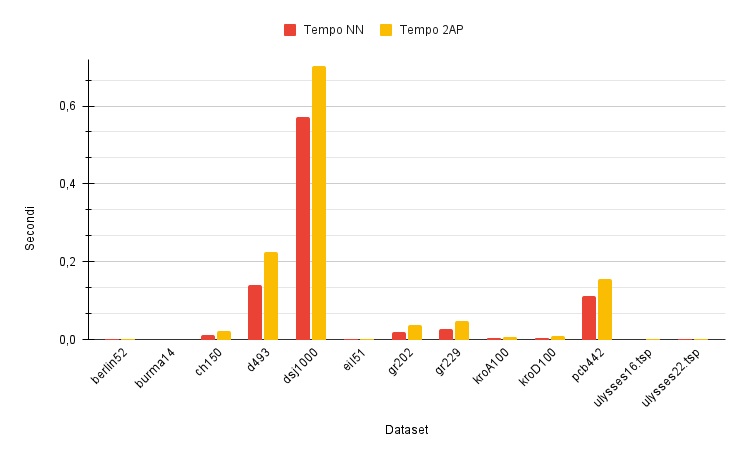 Tempo NN
Tempo 2AP
Secondi
0,6
0,4
0,2
0,0
berlin52
burma14
ch150
d493
dsj1000
eil51
gr202
gr229
kroA100
kroD100
pcb442
ulysses16.tsp
ulysses22.tsp
Dataset